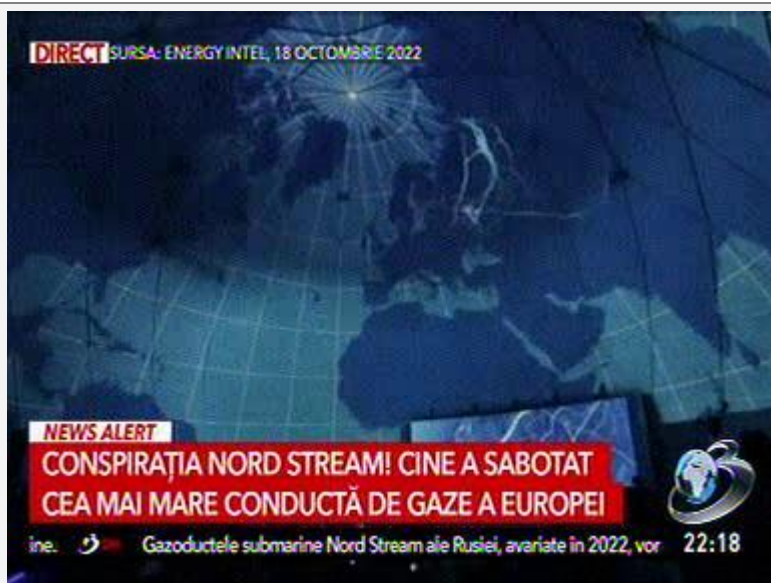 DIRECT SURSA: ENERGY INTEL, 18 OCTOMBRIE 2022
NEWS ALERT
CONSPIRAȚIA NORD STREAM! CINE A SABOTAT
CEA MAI MARE CONDUCTĂ DE GAZE A EUROPEI
ine. Gazoductele submarine Nord Stream ale Rusiei, avariate în 2022, vor 22:18